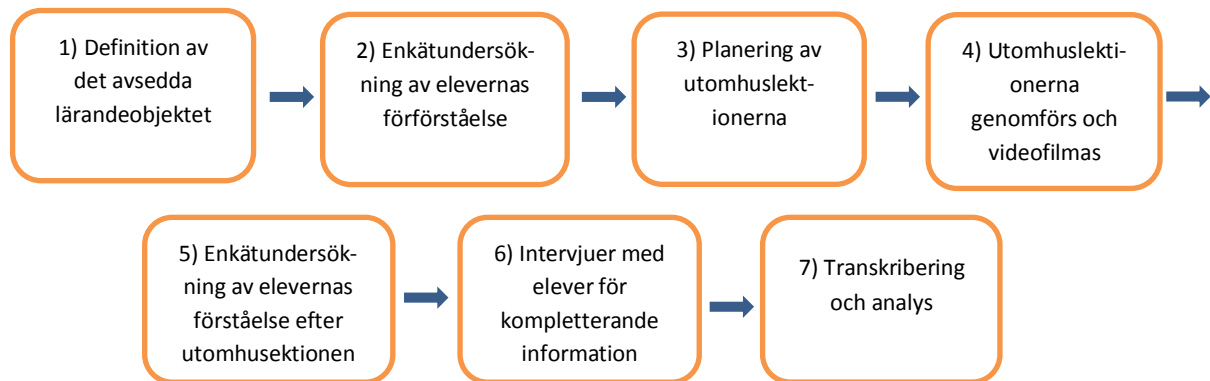 1) Definition av
det avsedda
lärandeobjektet
2) Enkätundersök-
ning av elevernas
förförståelse
3) Planering av
utomhuslekt-
ionerna
4) Utomhuslekti-
onerna
genomförs och
videofilmas
5) Enkätundersök-
ning av elevernas
förståelse efter
utomhusektionen
6) Intervjuer med
elever för
kompletterande
information
7) Transkribering
och analys